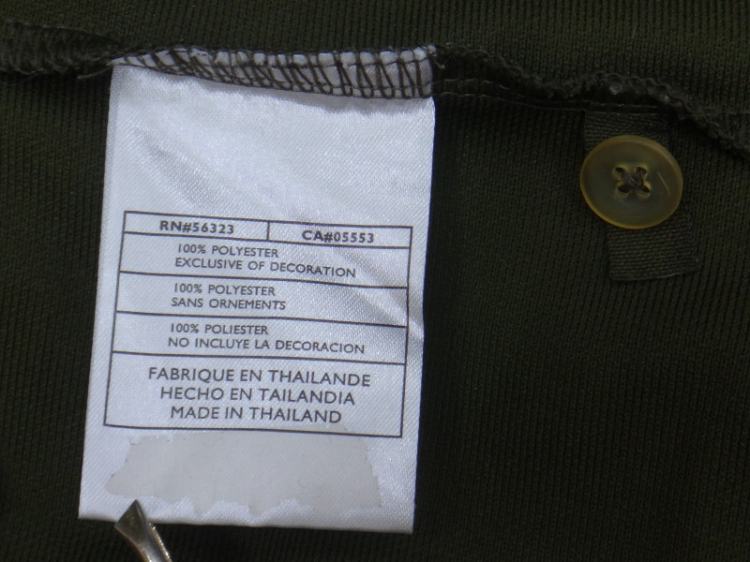 RN#56323 CA#05553
100% POLYESTER
EXCLUSIVE OF DECORATION
100% POLYESTER
SANS ORNEMENTS
100% POLIESTER
NO INCLUYE LA DECORACION
FABRIQUE EN THAILANDE
HECHO EN TAILANDIA
MADE IN THAILAND